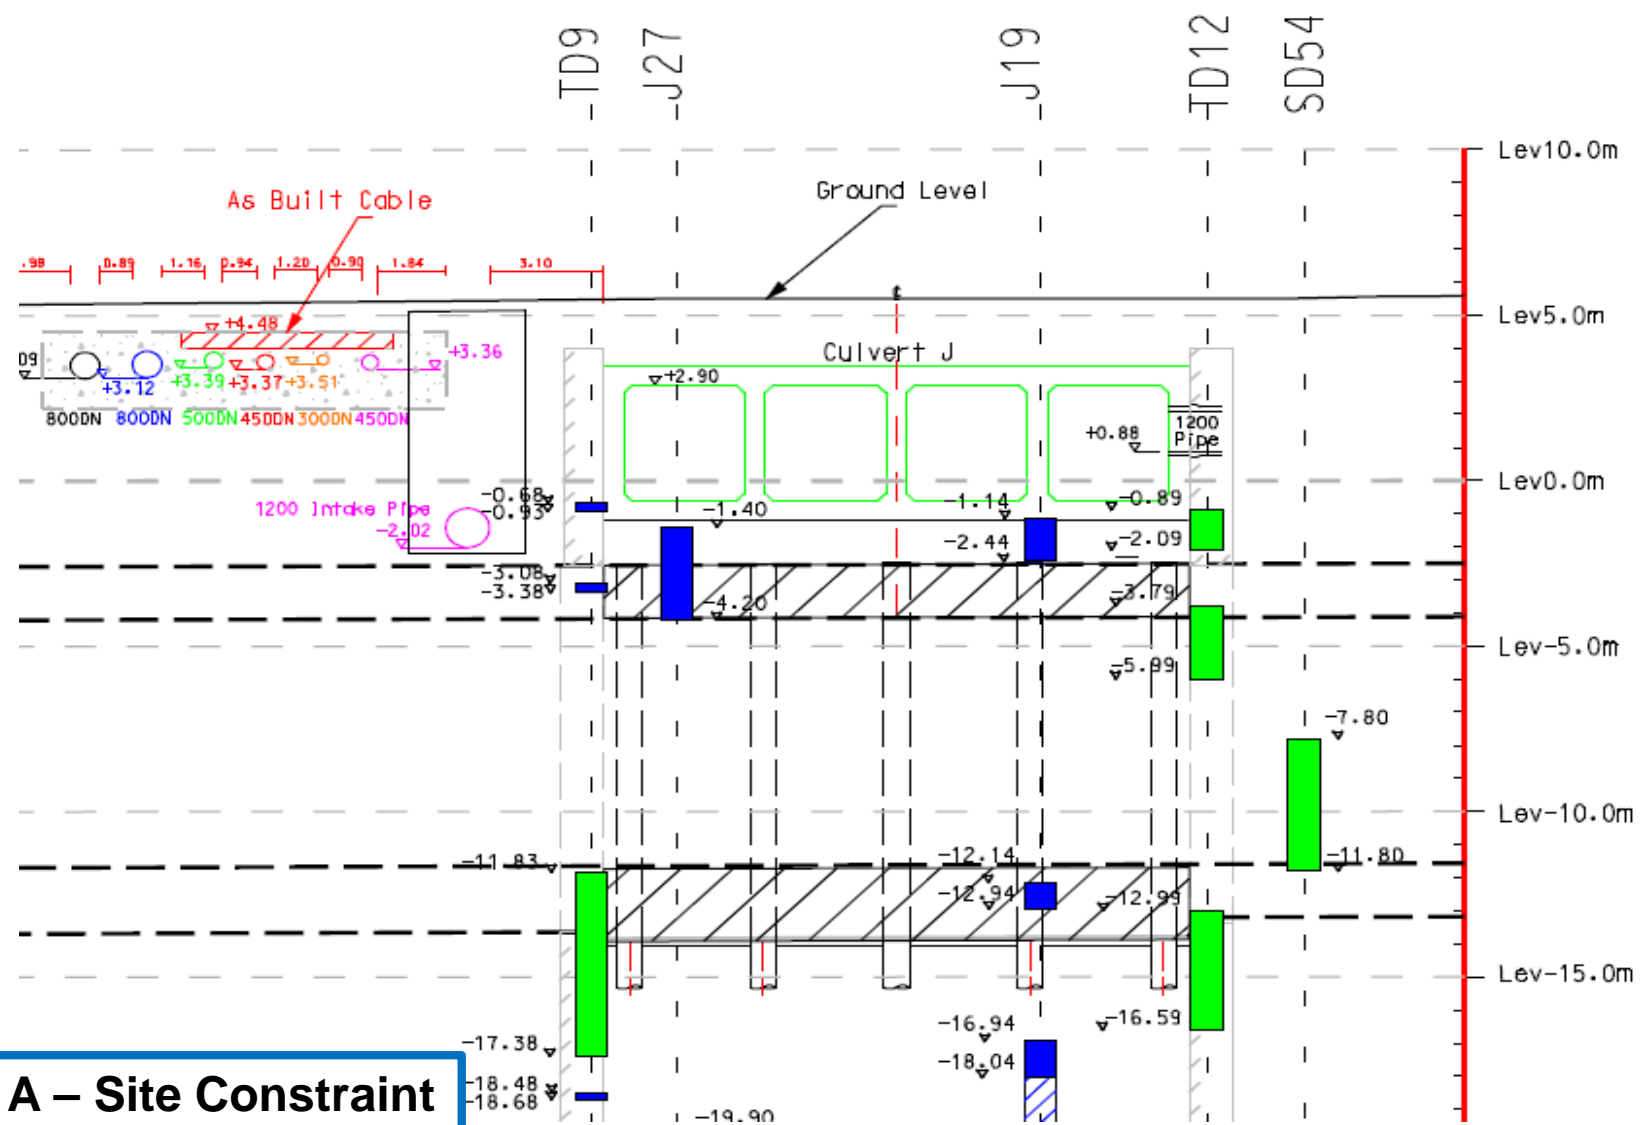 TD9
J27
J19
TD12
SD54
Lev10.0m
Ground Level
As Built Cable
.98
0.89
1.16
0.94
1.20
0.90
1.84
3.10
Lev5.0m
+4.48
Culvert J
09
+3.36
+3.12
+3.39
+3.37
+3.51
+2.90
800DN
800DN
500DN
450DN
300DN
450DN
1200
Pipe
+0.88
Lev0.0m
-0.68
-0.93
1200 Intake Pipe
-2.02
-1.40
-1.14
-0.89
-2.44
-2.09
-3.08
-3.38
-3.79
-4.20
Lev-5.0m
-5.99
-7.80
Lev-10.0m
-11.83
-12.14
-11.80
-12.94
-12.99
Lev-15.0m
-16.94
-16.59
-17.38
-18.04
-18.48
-18.68
-19.90
A – Site Constraint